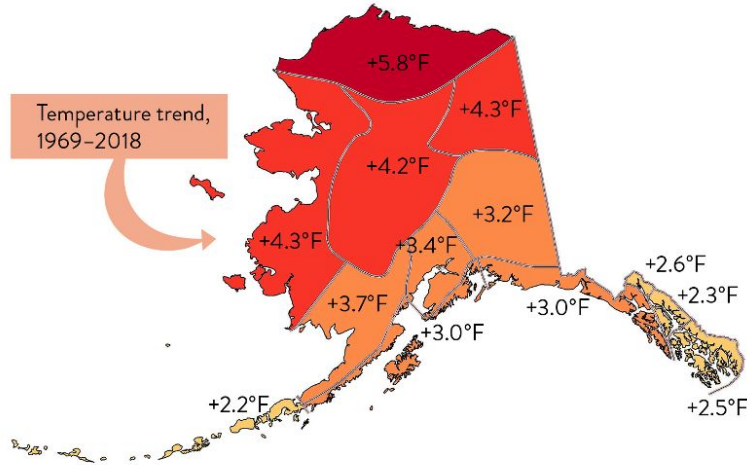 +5.8°F
Temperature trend,
1969–2018
+4.3°F
+4.2°F
+3.2°F
+4.3°F
+3.4°F
+2.6°F
+2.3°F
+3.7°F
+3.0°F
+3.0°F
+2.2°F
+2.5°F